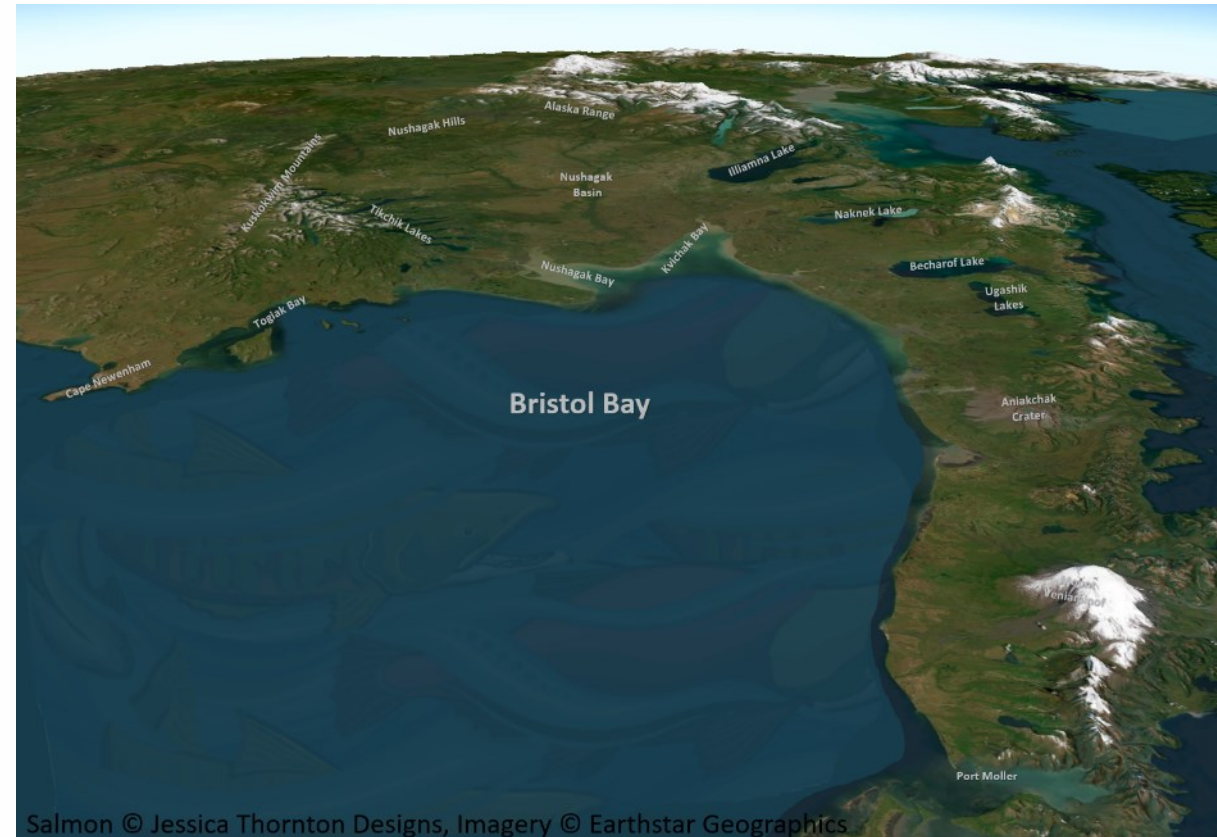 Alaska Range
Nushagak Hills
Kuskokwim Mountains
Illiamna Lake
Nushagak
Basin
Tikchik Lakes
Naknek Lake
Kvichak Bay
Nushagak Bay
Becharof Lake
Ugashik
Lakes
Togiak Bay
Cape Newenham
Bristol Bay
Aniakchak
Crater
Mount
Veniaminof
Port Moller
Salmon © Jessica Thornton Designs, Imagery © Earthstar Geographics